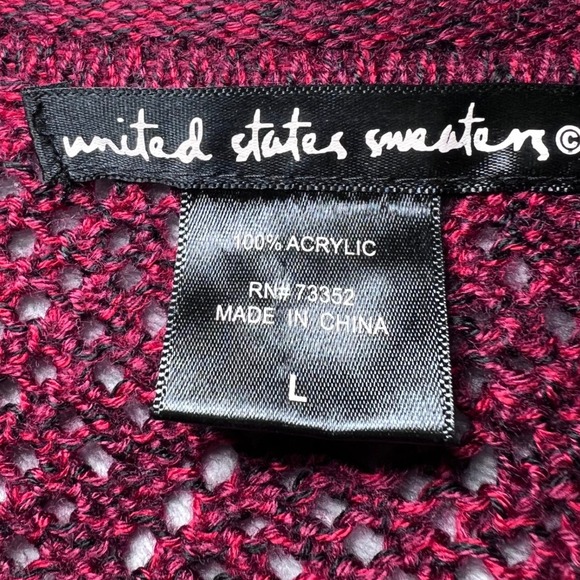 united states sweaters©
100% ACRYLIC
RN# 73352
MADE IN CHINA
L